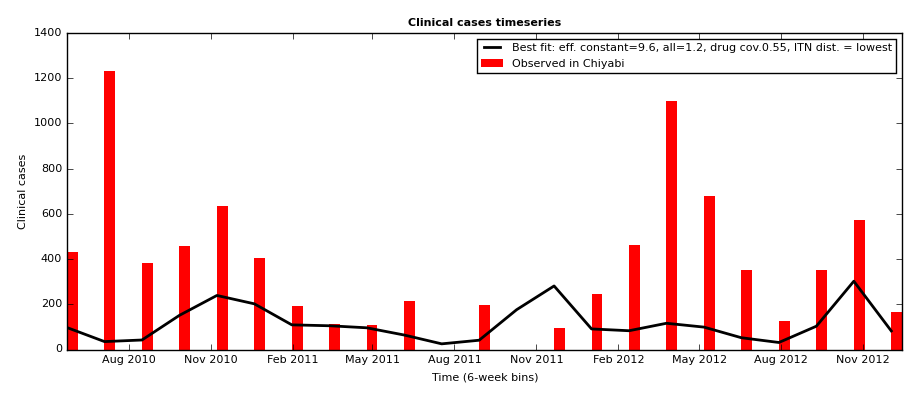 Clinical cases timeseries
Best fit: eff. constant=9.6, all=1.2, drug cov.0.55, ITN dist. = lowest
Observed in Chiyabi
Clinical cases
1400
1200
1000
800
600
400
200
0
Aug 2010 Nov 2010 Feb 2011 May 2011 Aug 2011 Nov 2011 Feb 2012 May 2012 Aug 2012 Nov 2012
Time (6-week bins)